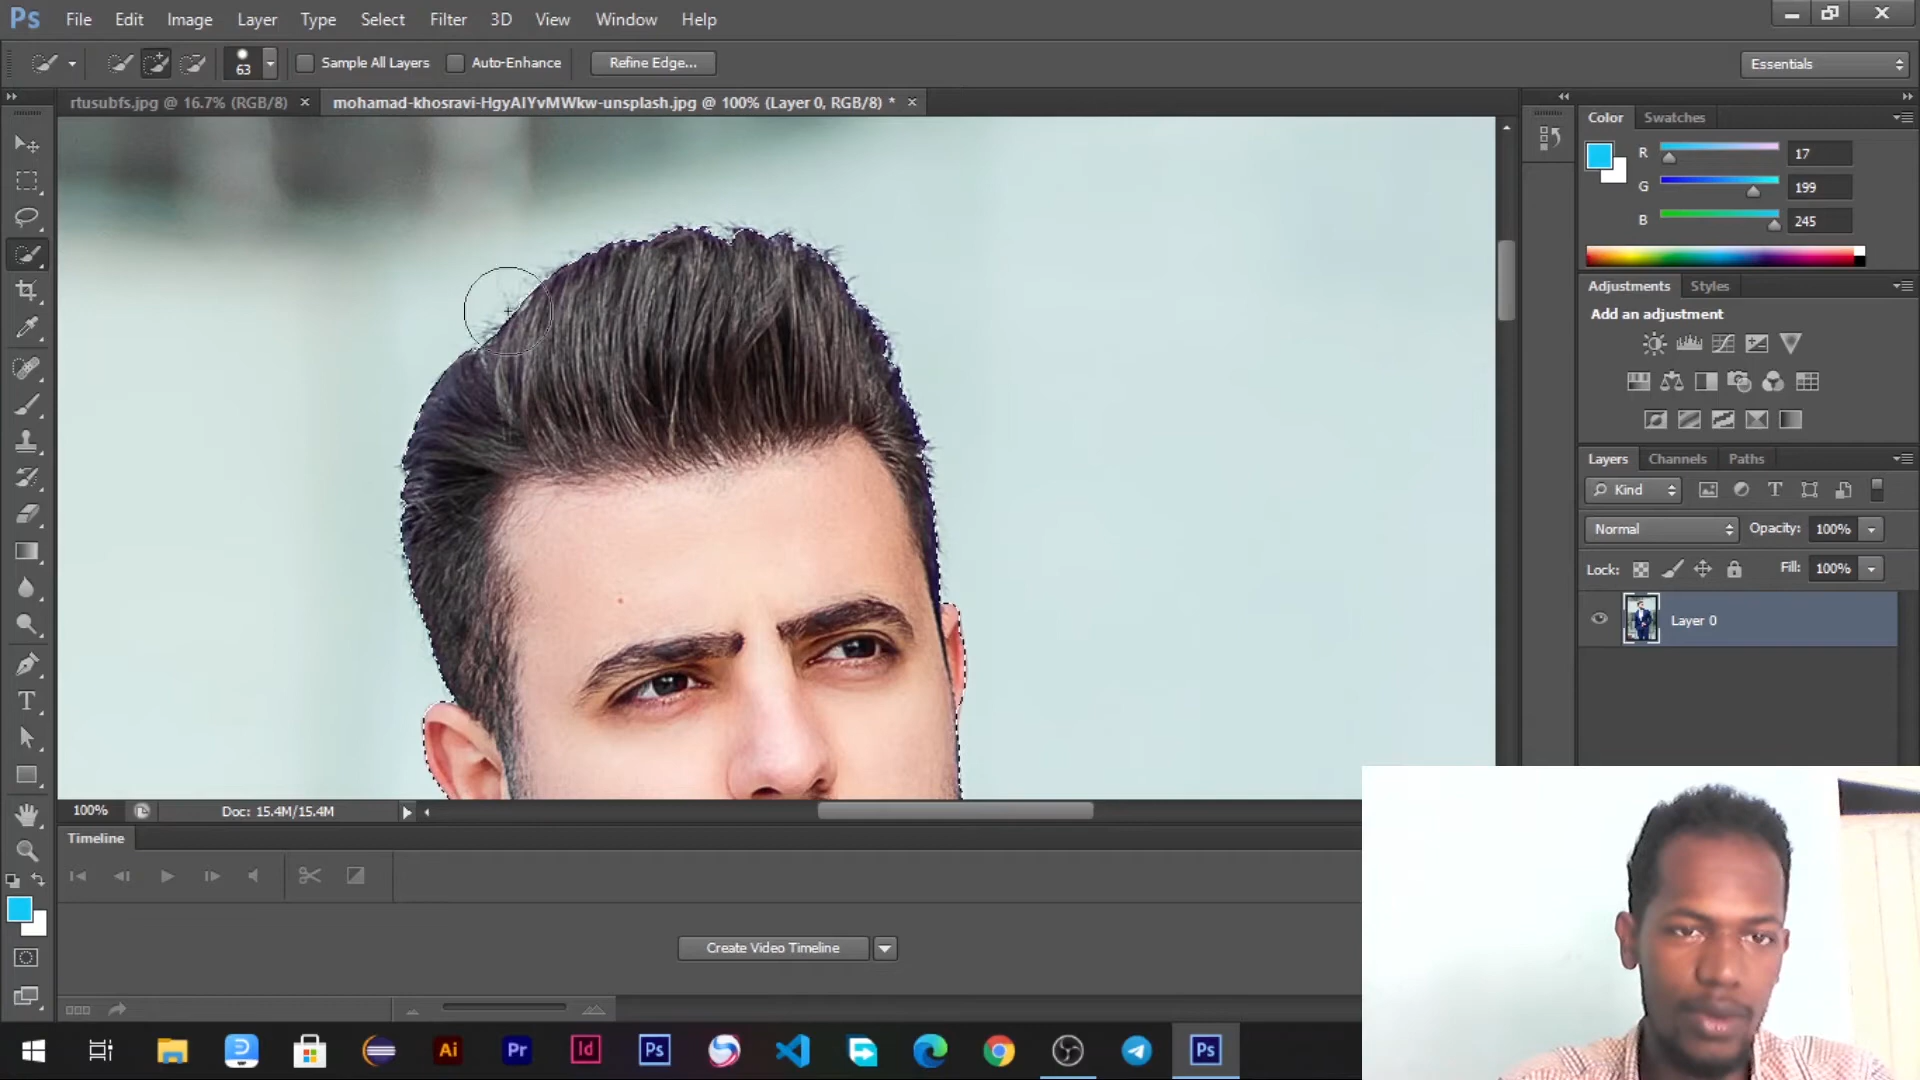 Ps File Edit Image Layer Type Select Filter 3D View Window Help
63 Sample All Layers Auto-Enhance Refine Edge... Essentials
rtusubfs.jpg @ 16.7% (RGB/8) × mohamad-khosravi-HgyAIYvMWkw-unsplash.jpg @ 100% (Layer 0, RGB/8) * ×
Color Swatches
R 17
G 199
B 245
Adjustments Styles
Add an adjustment
Layers Channels Paths
Kind
Normal Opacity: 100%
Lock: Fill: 100%
Layer 0
100% Doc: 15.4M/15.4M
Timeline
Create Video Timeline
Ai Pr Id Ps Ps